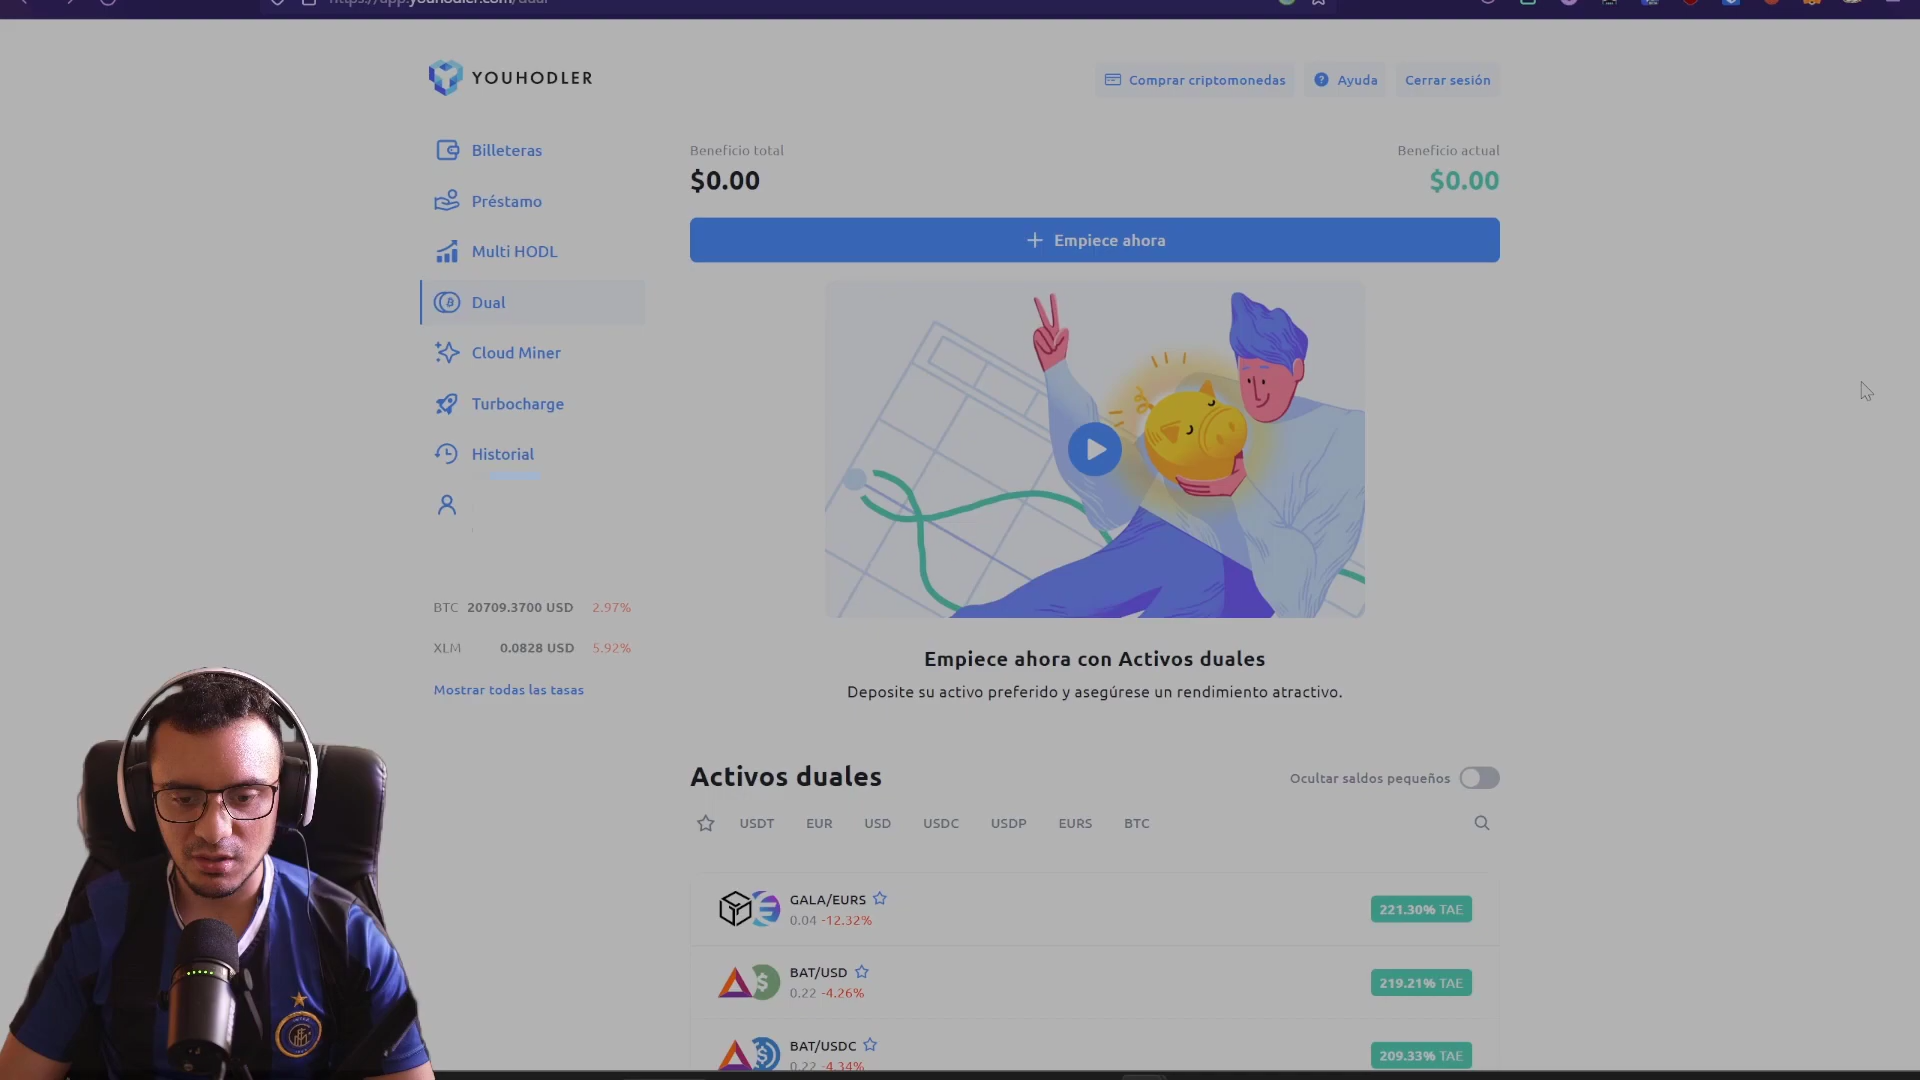 YOUHODLER
Comprar criptomonedas
Ayuda
Cerrar sesión
Billeteras
Préstamo
Multi HODL
Dual
Cloud Miner
Turbocharge
Historial
BTC 20709.3700 USD 2.97%
XLM 0.0828 USD 5.92%
Mostrar todas las tasas
Beneficio total
$0.00
Beneficio actual
$0.00
Empiece ahora
Empiece ahora con Activos duales
Deposite su activo preferido y asegúrese un rendimiento atractivo.
Activos duales
Ocultar saldos pequeños
USDT EUR USD USDC USDP EURS BTC
GALA/EURS
0.04 -12.32%
221.30% TAE
BAT/USD
0.22 -4.26%
219.21% TAE
BAT/USDC
0.22 -4.34%
209.33% TAE